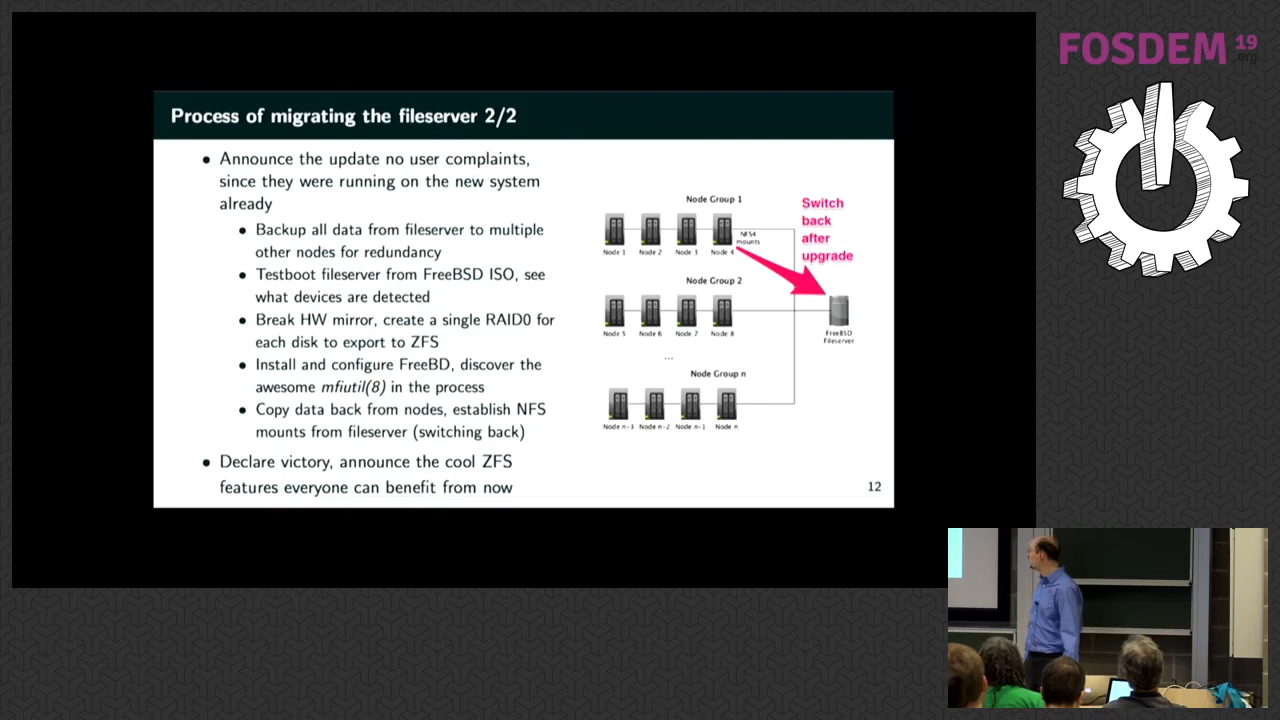 FOSDEM 19
.org
Process of migrating the fileserver 2/2
• Announce the update no user complaints,
since they were running on the new system
already
• Backup all data from fileserver to multiple
other nodes for redundancy
• Testboot fileserver from FreeBSD ISO, see
what devices are detected
• Break HW mirror, create a single RAID0 for
each disk to export to ZFS
• Install and configure FreeBD, discover the
awesome mfiutil(8) in the process
• Copy data back from nodes, establish NFS
mounts from fileserver (switching back)
• Declare victory, announce the cool ZFS
features everyone can benefit from now
Node Group 1
Node 1 Node 2 Node 3 Node 4
NFS4
mounts
Switch
back
after
upgrade
Node Group 2
Node 5 Node 6 Node 7 Node 8
FreeBSD
Fileserver
...
Node Group n
Node n-3 Node n-2 Node n-1 Node n
12